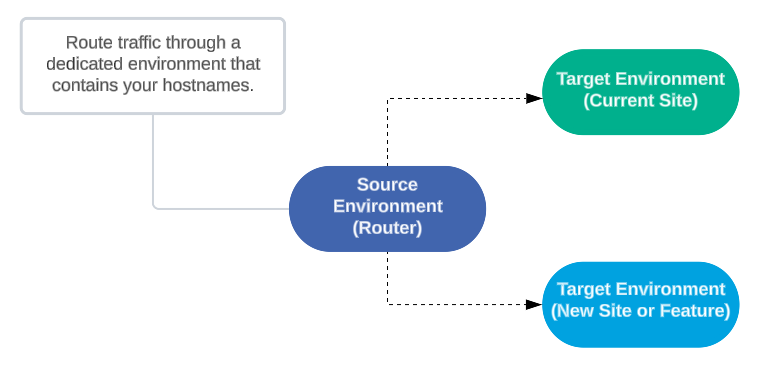 Route traffic through a
dedicated environment that
contains your hostnames.
Target Environment
(Current Site)
Source
Environment
(Router)
Target Environment
(New Site or Feature)